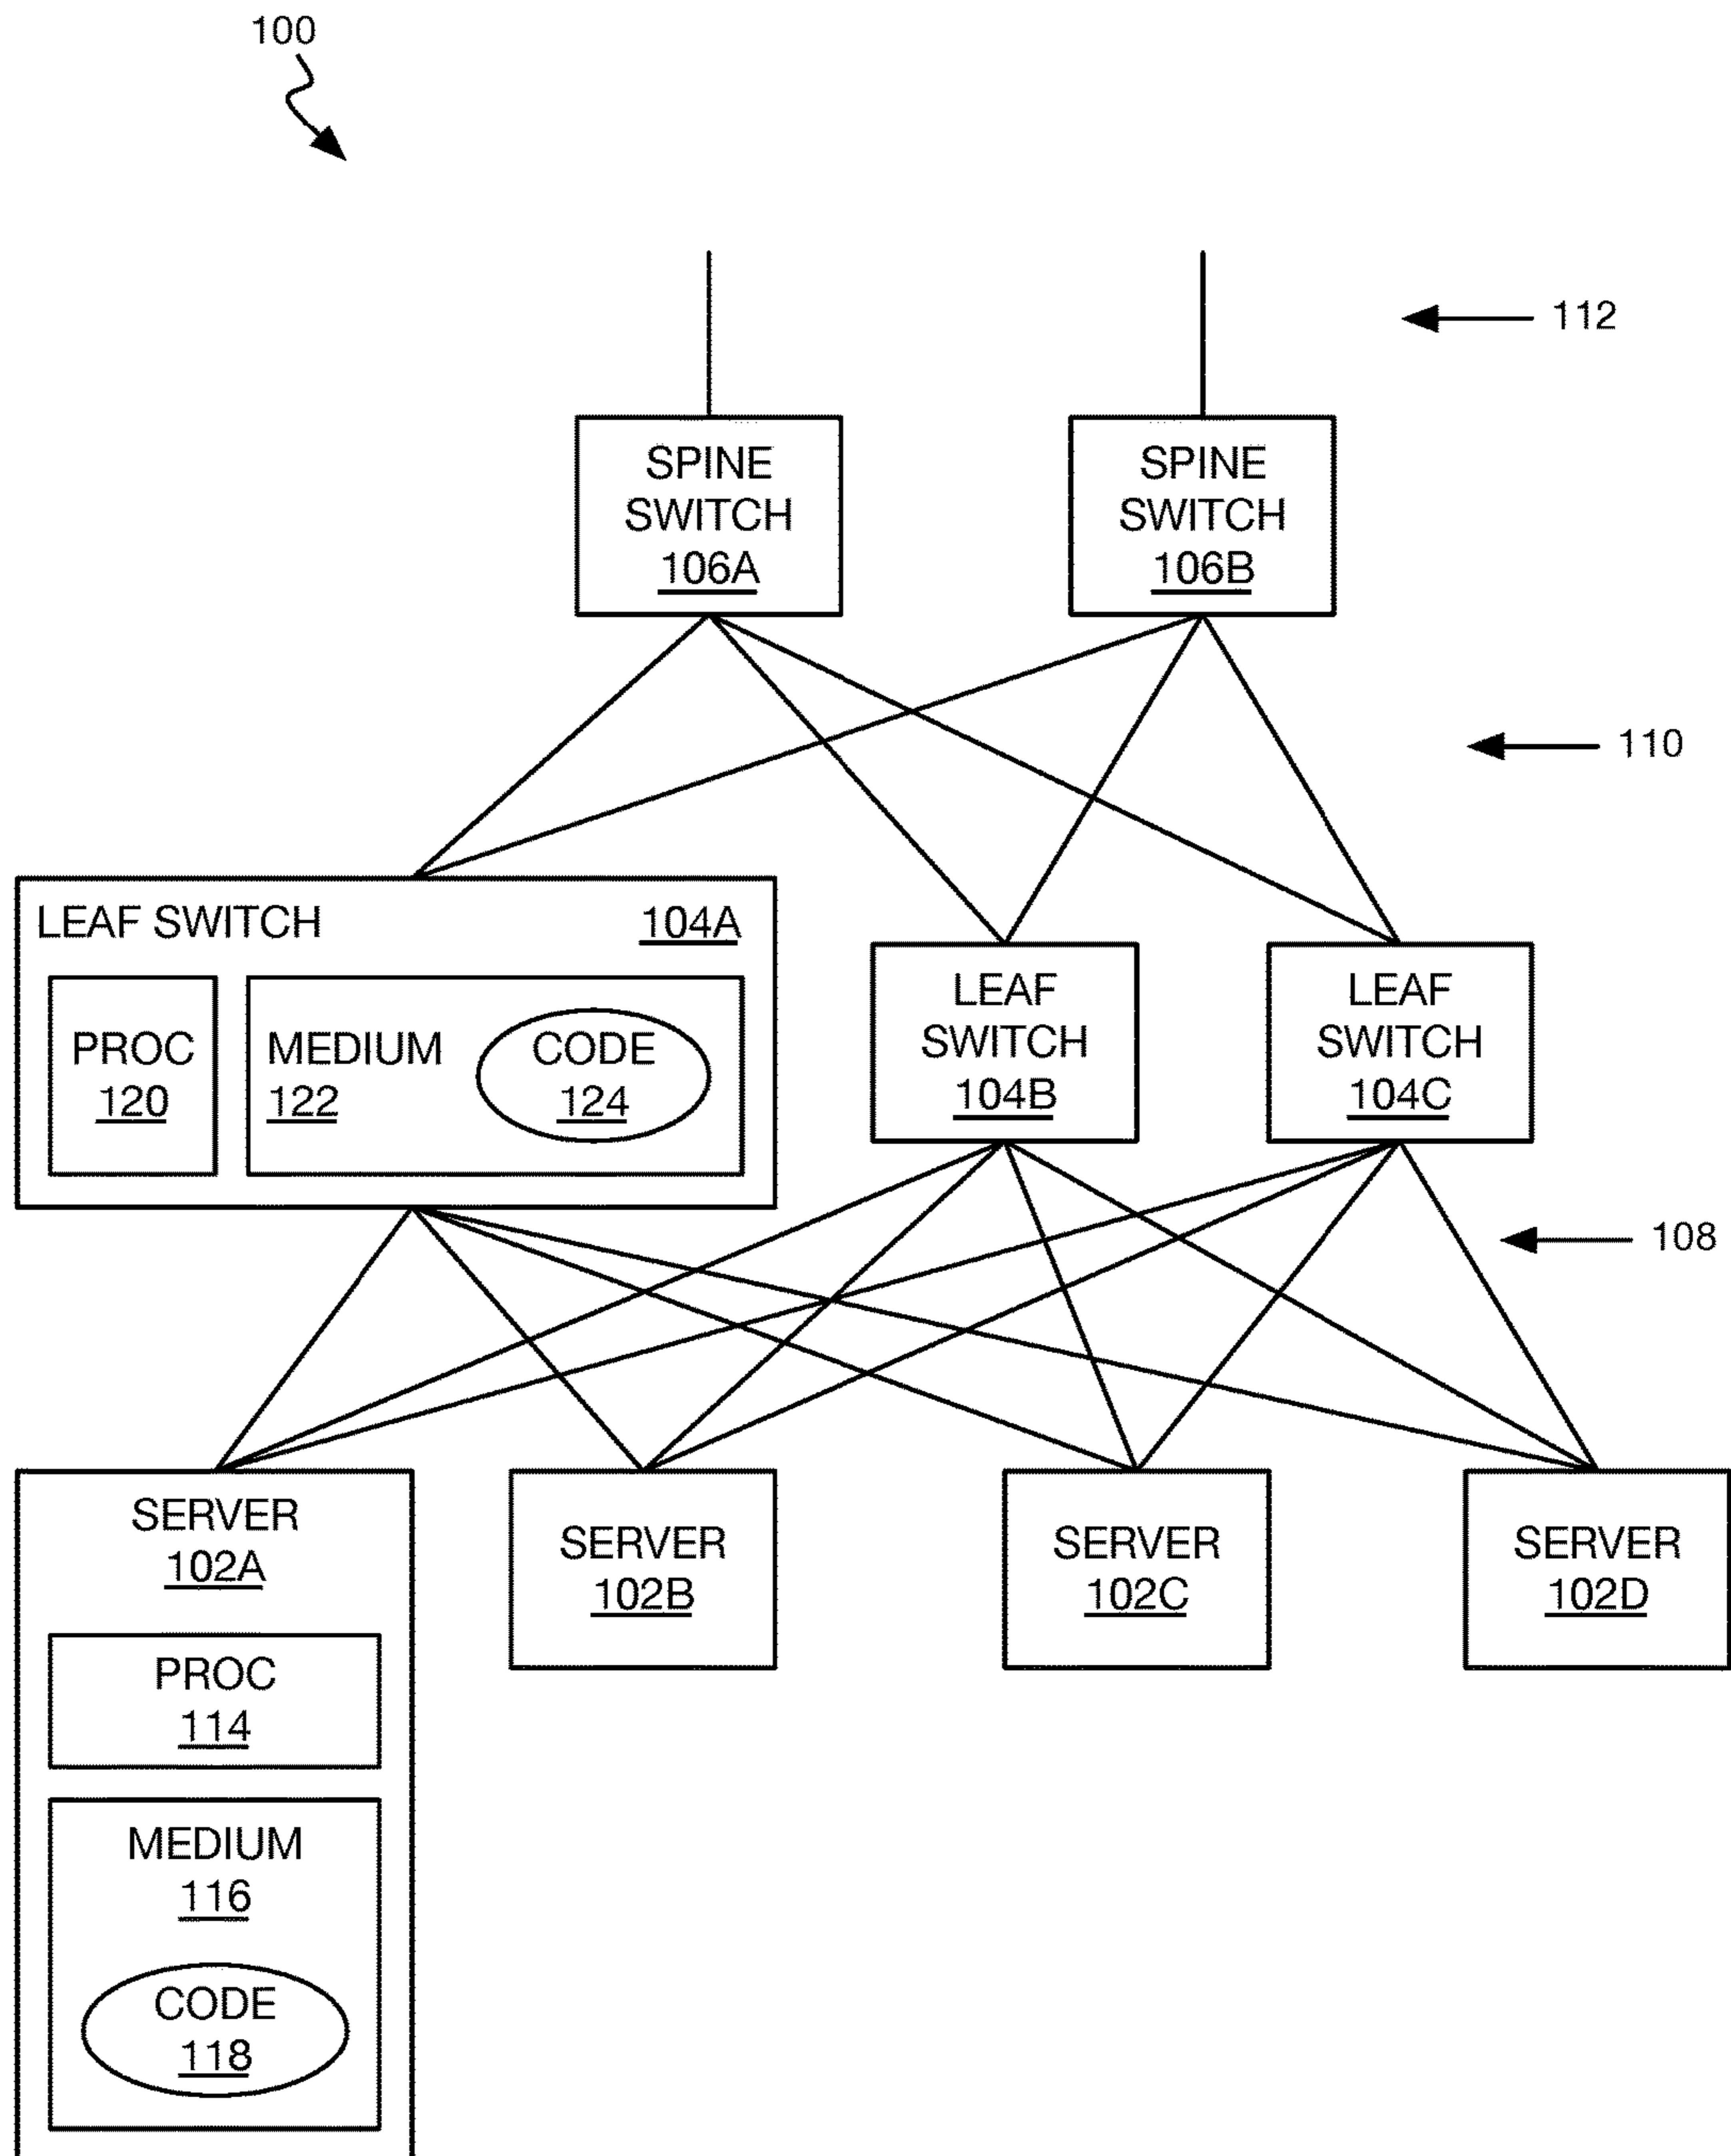 100
112
SPINE
SWITCH
106A
SPINE
SWITCH
106B
110
LEAF SWITCH 104A
PROC
120
MEDIUM
122
CODE
124
LEAF
SWITCH
104B
LEAF
SWITCH
104C
108
SERVER
102A
PROC
114
MEDIUM
116
CODE
118
SERVER
102B
SERVER
102C
SERVER
102D